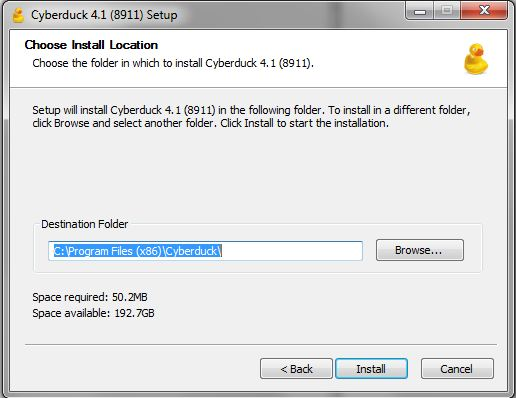 Cyberduck 4.1 (8911) Setup
Choose Install Location
Choose the folder in which to install Cyberduck 4.1 (8911).
Setup will install Cyberduck 4.1 (8911) in the following folder. To install in a different folder,
click Browse and select another folder. Click Install to start the installation.
Destination Folder
C:\Program Files (x86)\Cyberduck\
Browse...
Space required: 50.2MB
Space available: 192.7GB
< Back
Install
Cancel